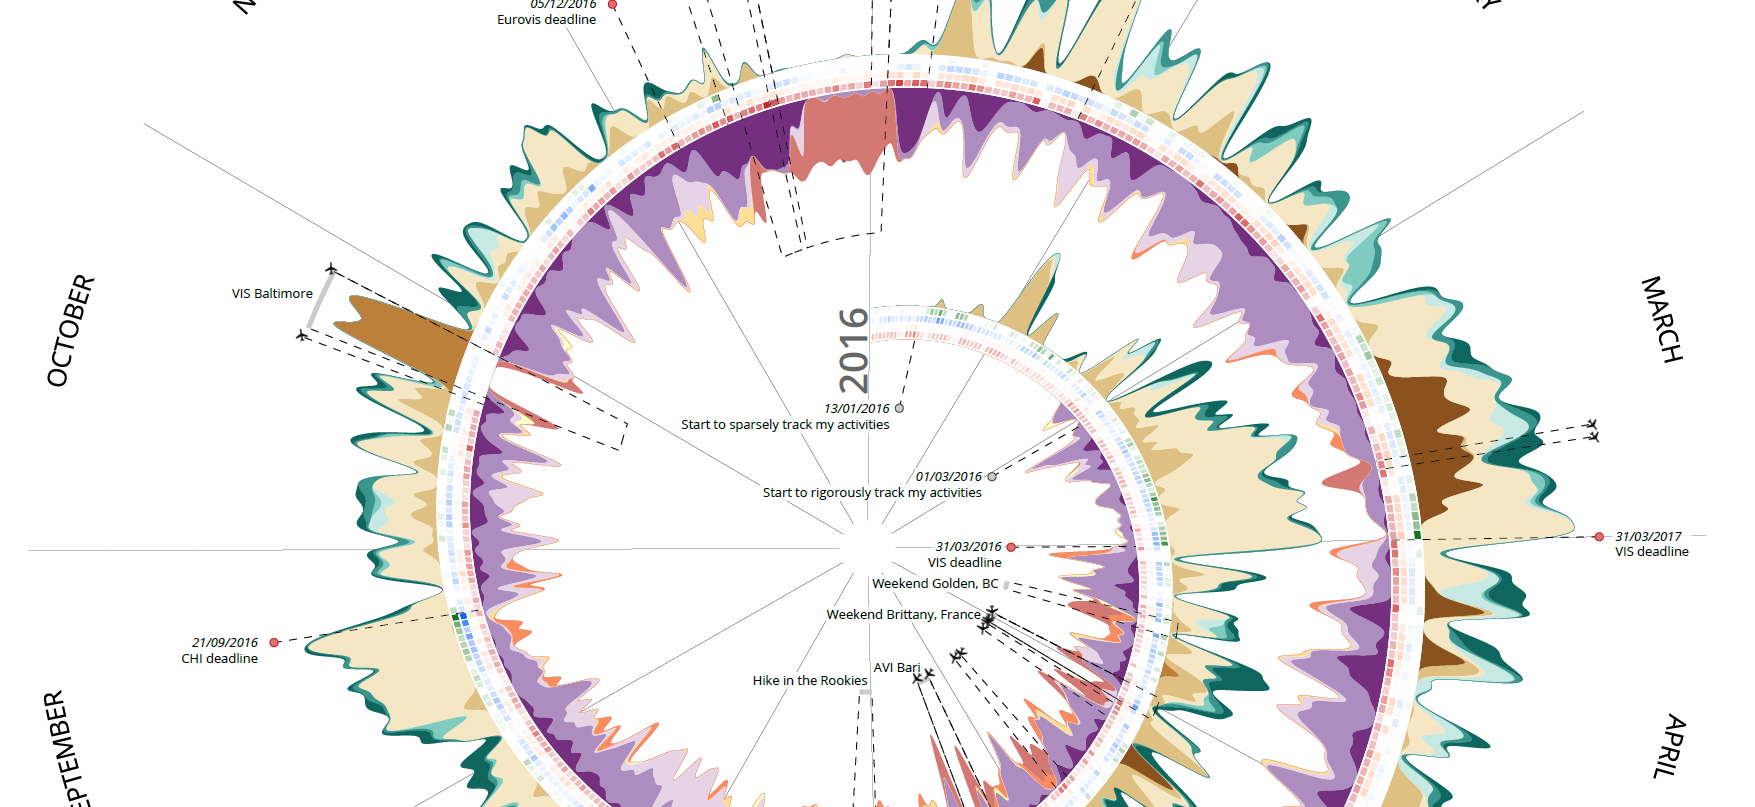 05/12/2016
Eurovis deadline
VIS Baltimore
OCTOBER
MARCH
2016
13/01/2016
Start to sparsely track my activities
01/03/2016
Start to rigorously track my activities
31/03/2016
VIS deadline
31/03/2017
VIS deadline
Weekend Golden, BC
Weekend Brittany, France
21/09/2016
CHI deadline
AVI Bari
Hike in the Rookies
EPTEMBER
APRIL